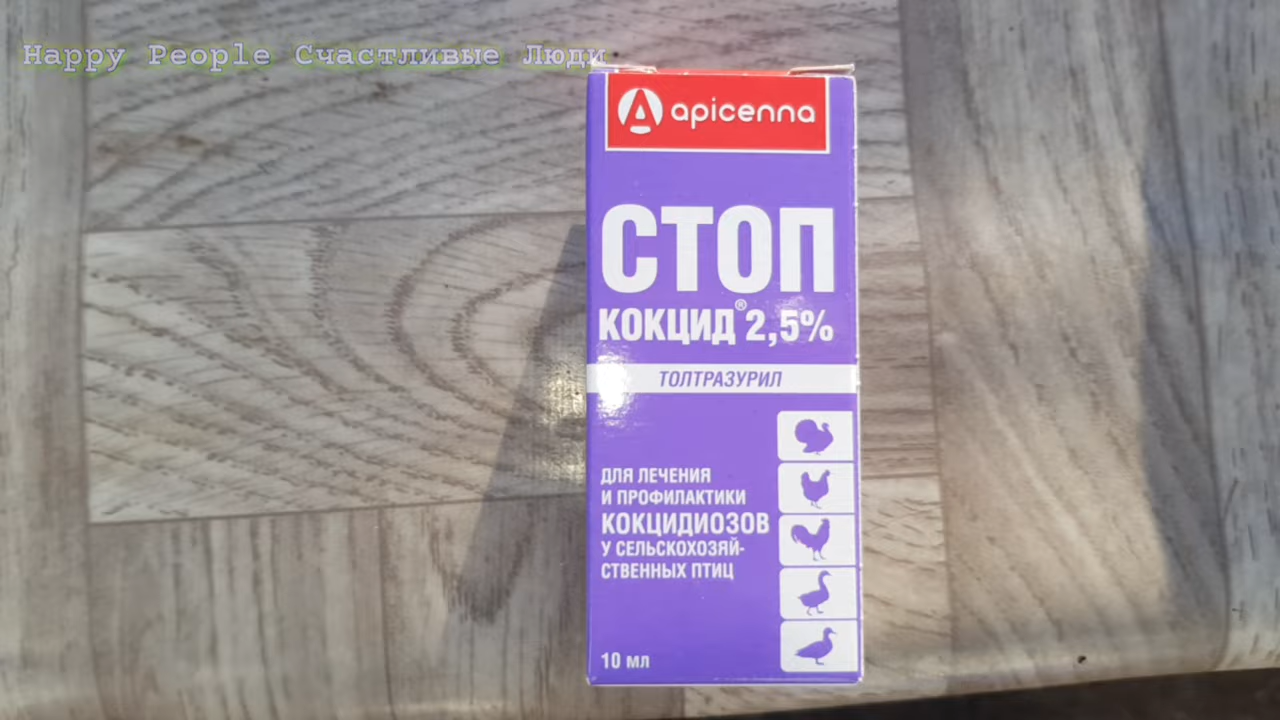 Happy People Счастливые Люди
apicenna
СТОП
КОКЦИД® 2,5%
ТОЛТРАЗУРИЛ
ДЛЯ ЛЕЧЕНИЯ
И ПРОФИЛАКТИКИ
КОКЦИДИОЗОВ
У СЕЛЬСКОХОЗЯЙ-
СТВЕННЫХ ПТИЦ
10 мл